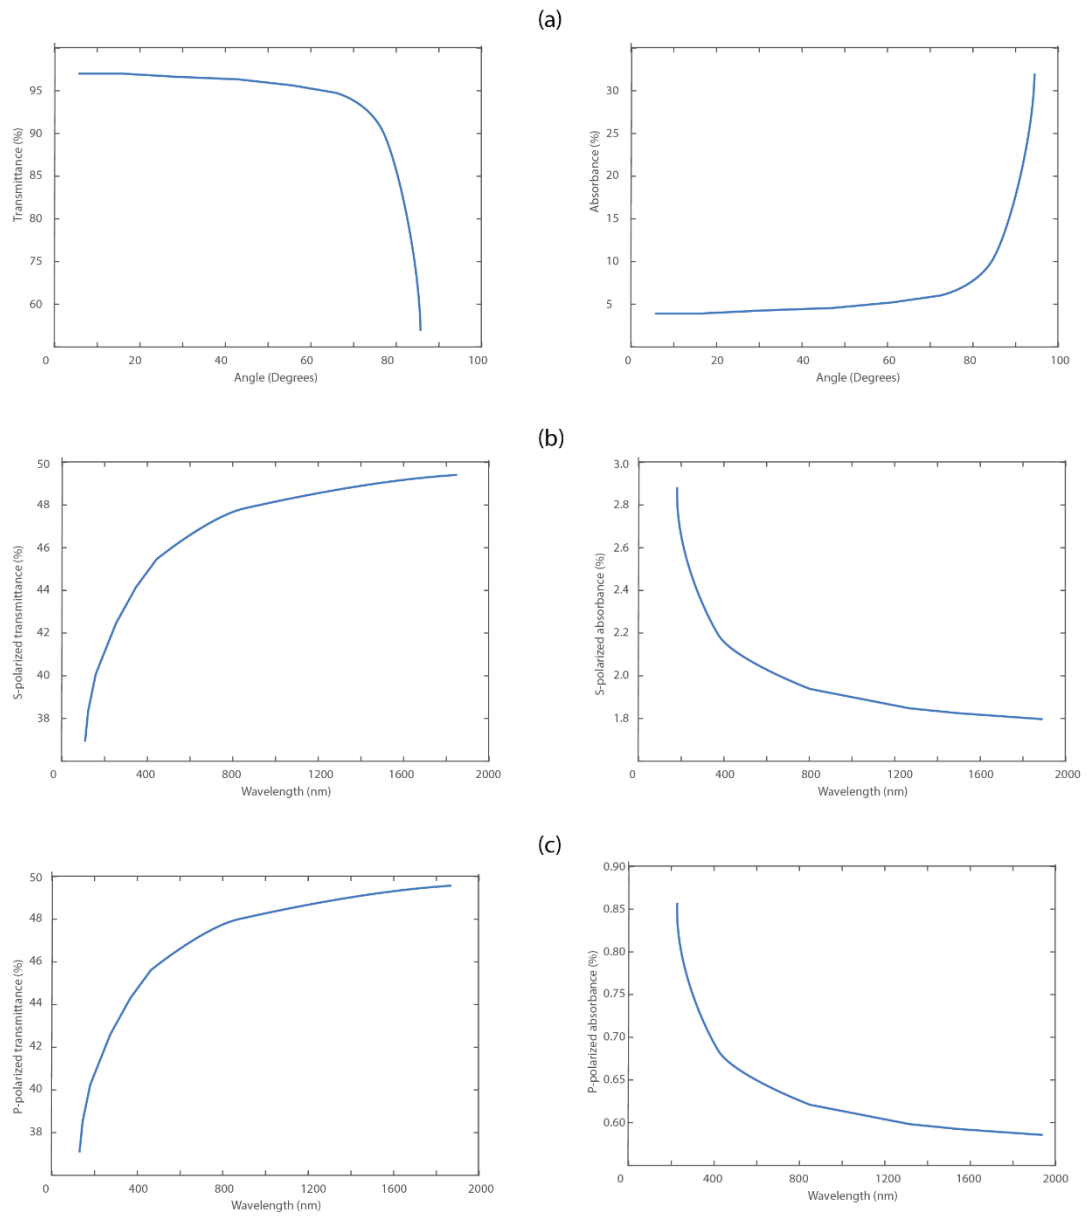 (a)
Transmittance (%)
95
90
85
80
75
60
0 20 40 60 80 100
Angle (Degrees)
Absorbance (%)
30
25
20
15
10
5
0 20 40 60 80 100
Angle (Degrees)
(b)
S-polarized transmittance (%)
50
48
46
44
42
40
38
0 400 800 1200 1600 2000
Wavelength (nm)
S-polarized absorbance (%)
3.0
2.8
2.6
2.4
2.2
2.0
1.8
0 400 800 1200 1600 2000
Wavelength (nm)
(c)
P-polarized transmittance (%)
50
48
46
44
42
40
38
0 400 800 1200 1600 2000
Wavelength (nm)
P-polarized absorbance (%)
0.90
0.85
0.80
0.75
0.70
0.65
0.60
0 400 800 1200 1600 2000
Wavelength (nm)